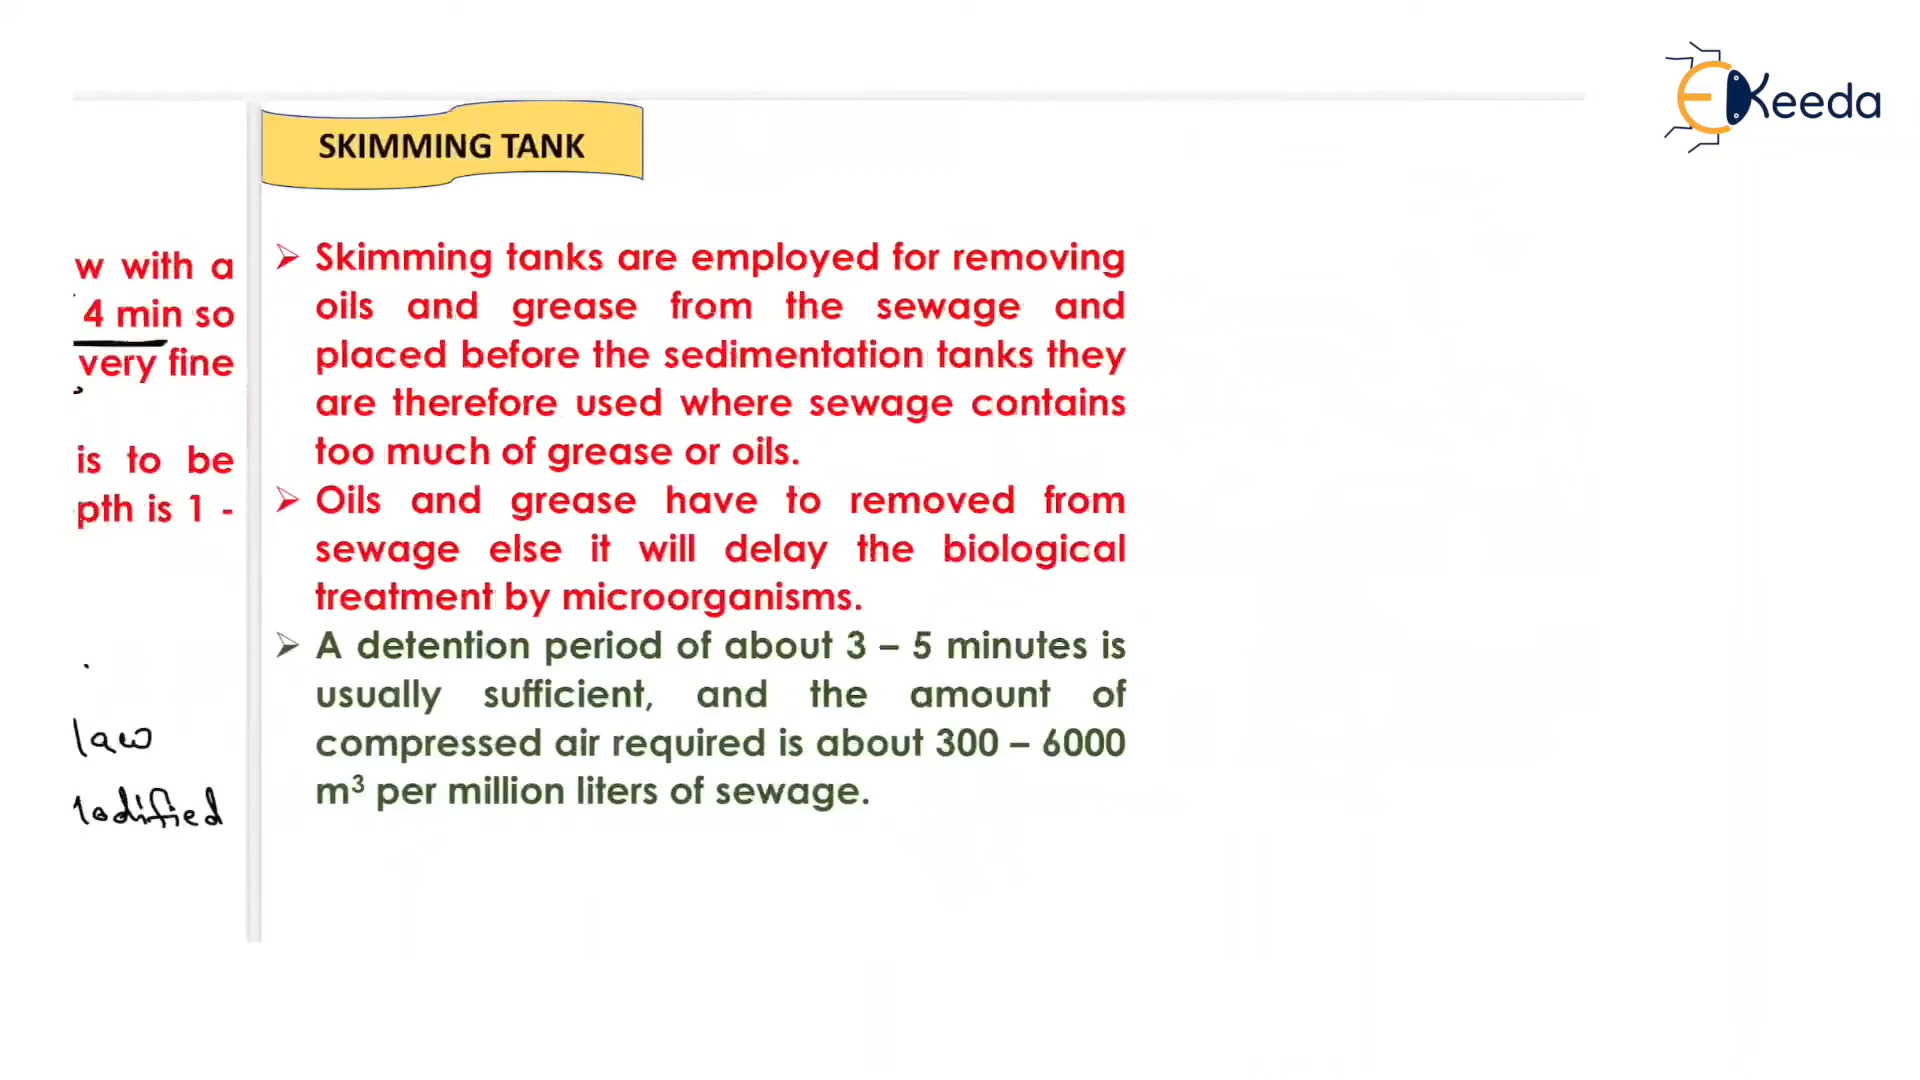 Keeda
SKIMMING TANK
w with a
4 min so
very fine
is to be
pth is 1 -
law
odified
➢ Skimming tanks are employed for removing
oils and grease from the sewage and
placed before the sedimentation tanks they
are therefore used where sewage contains
too much of grease or oils.
➢ Oils and grease have to removed from
sewage else it will delay the biological
treatment by microorganisms.
➢ A detention period of about 3 – 5 minutes is
usually sufficient, and the amount of
compressed air required is about 300 – 6000
m³ per million liters of sewage.